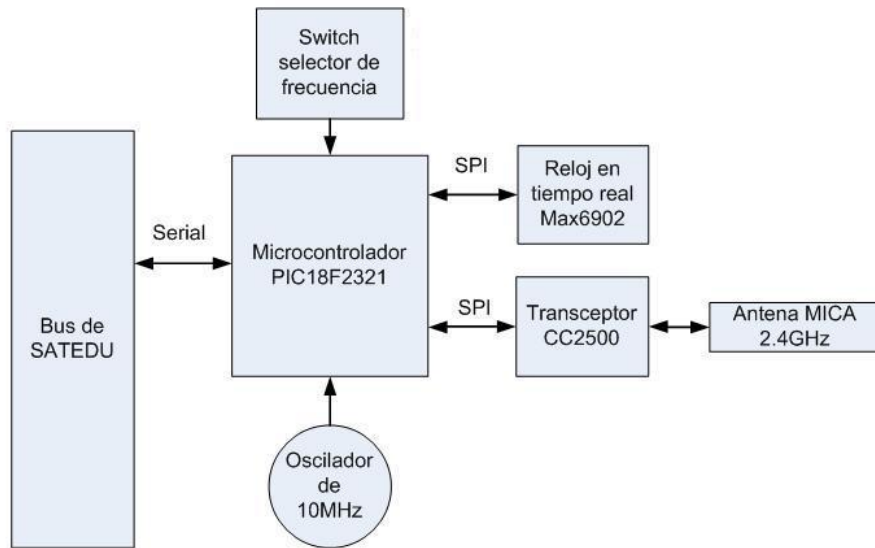 Switch
selector de
frecuencia
SPI
Reloj en
tiempo real
Max6902
Serial
Microcontrolador
PIC18F2321
Bus de
SATEDU
SPI
Transceptor
CC2500
Antena MICA
2.4GHz
Oscilador
de
10MHz